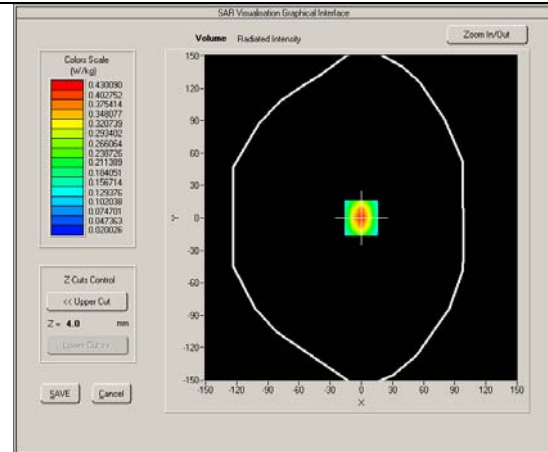 SAR Visualisation Graphical Interface
Volume Radiated Intensity
Zoom In/Out
Colors Scale
(W/kg)
0.430090
0.402752
0.375414
0.348077
0.320739
0.293402
0.266064
0.238726
0.211389
0.184051
0.156714
0.129376
0.102038
0.074701
0.047363
0.020026
Z-Cuts Control
<< Upper Cut
Z = 4.0 mm
Lower Cut >>
SAVE Cancel
150
120
90
60
30
0
-30
-60
-90
-120
-150
Y
-150 -120 -90 -60 -30 0 30 60 90 120 150
X